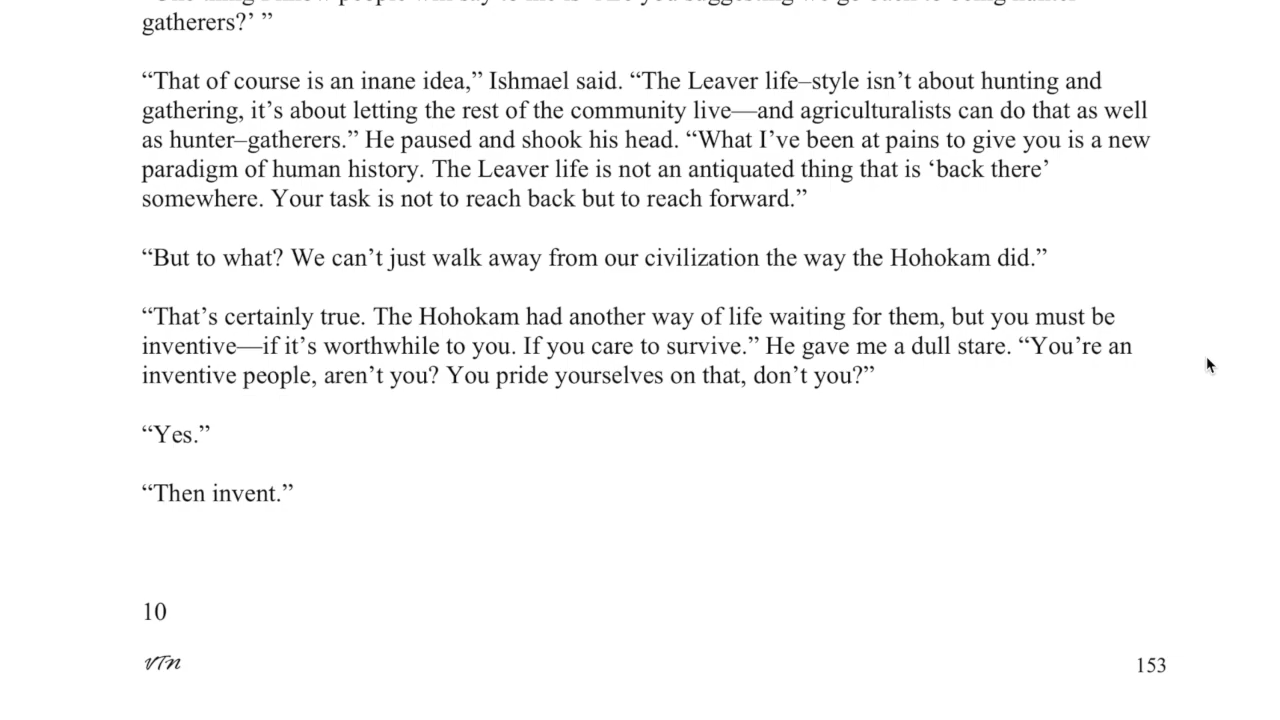 gatherers?’ ”
“That of course is an inane idea,” Ishmael said. “The Leaver life–style isn’t about hunting and
gathering, it’s about letting the rest of the community live—and agriculturalists can do that as well
as hunter–gatherers.” He paused and shook his head. “What I’ve been at pains to give you is a new
paradigm of human history. The Leaver life is not an antiquated thing that is ‘back there’
somewhere. Your task is not to reach back but to reach forward.”
“But to what? We can’t just walk away from our civilization the way the Hohokam did.”
“That’s certainly true. The Hohokam had another way of life waiting for them, but you must be
inventive—if it’s worthwhile to you. If you care to survive.” He gave me a dull stare. “You’re an
inventive people, aren’t you? You pride yourselves on that, don’t you?”
“Yes.”
“Then invent.”
10
VTN
153